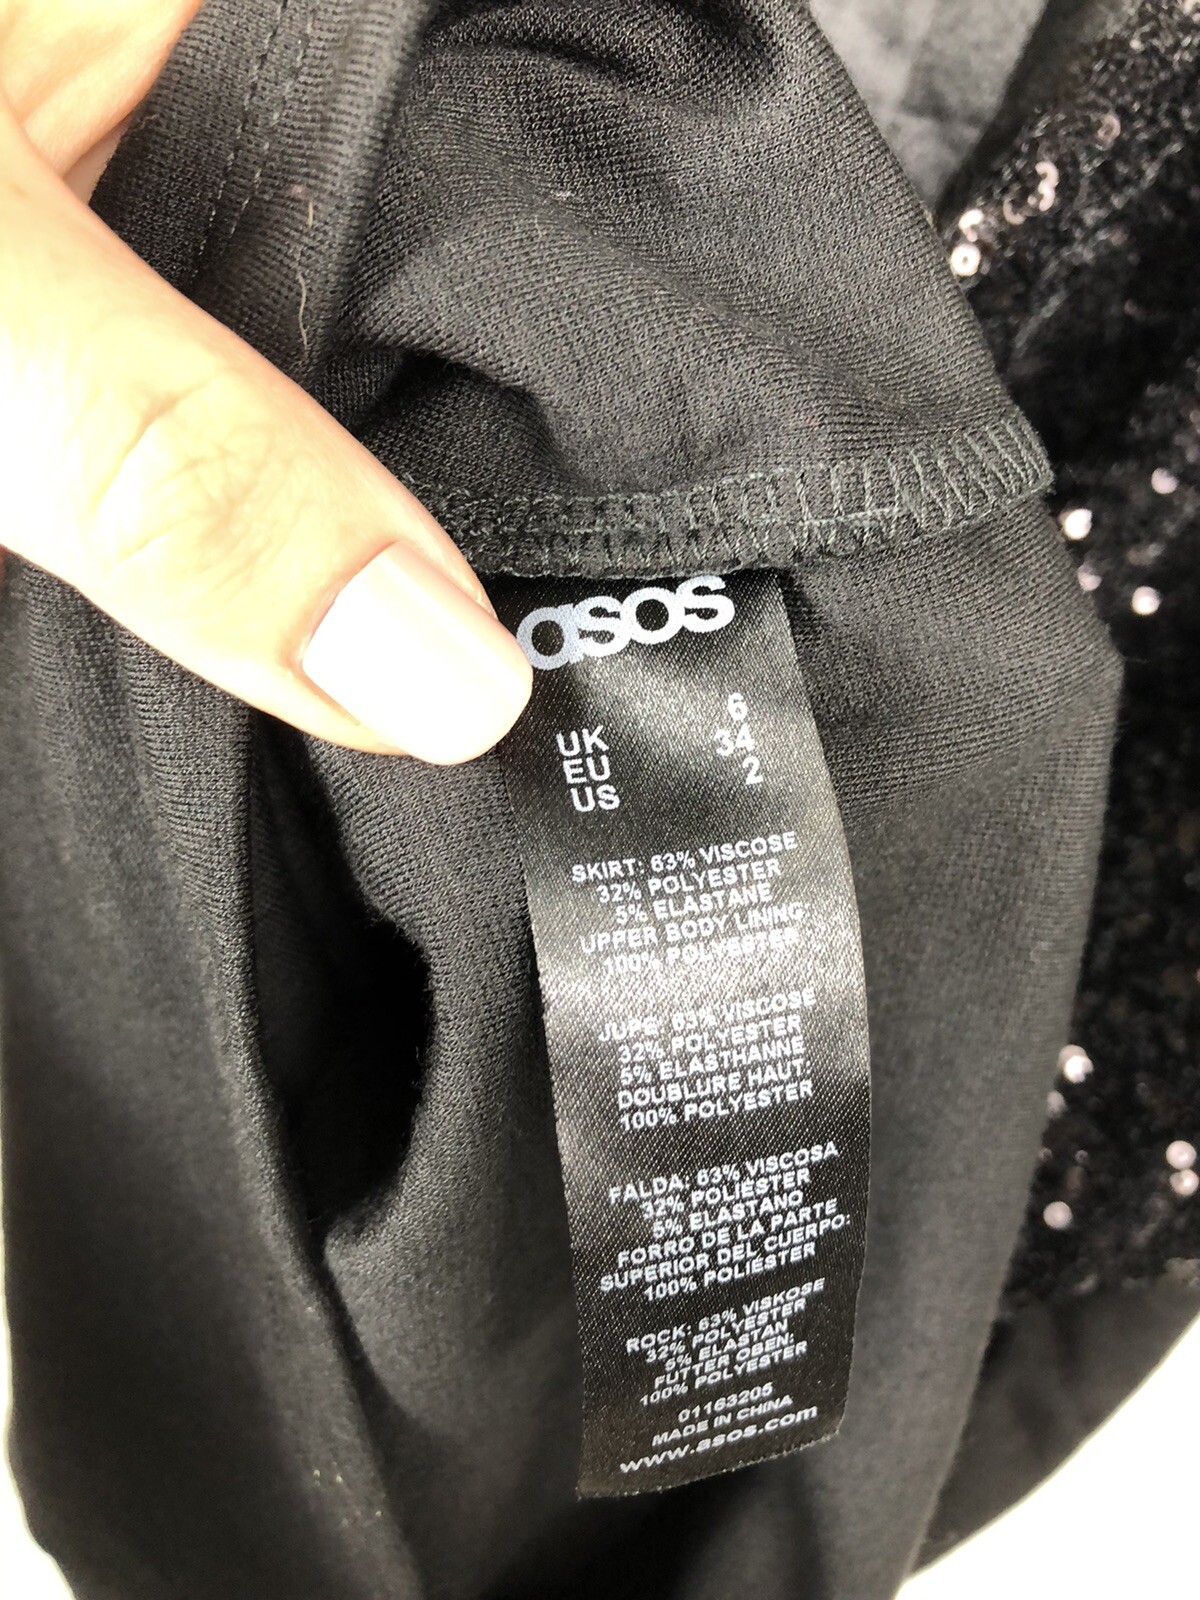 asos
UK 6
EU 34
US 2
SKIRT: 63% VISCOSE
32% POLYESTER
5% ELASTANE
UPPER BODY LINING:
100% POLYESTER
JUPE: 63% VISCOSE
32% POLYESTER
5% ELASTHANNE
DOUBLURE HAUT:
100% POLYESTER
FALDA: 63% VISCOSA
32% POLIÉSTER
5% ELASTANO
FORRO DE LA PARTE
SUPERIOR DEL CUERPO:
100% POLIÉSTER
ROCK: 63% VISKOSE
32% POLYESTER
5% ELASTAN
FUTTER OBEN:
100% POLYESTER
01163205
MADE IN CHINA
www.asos.com